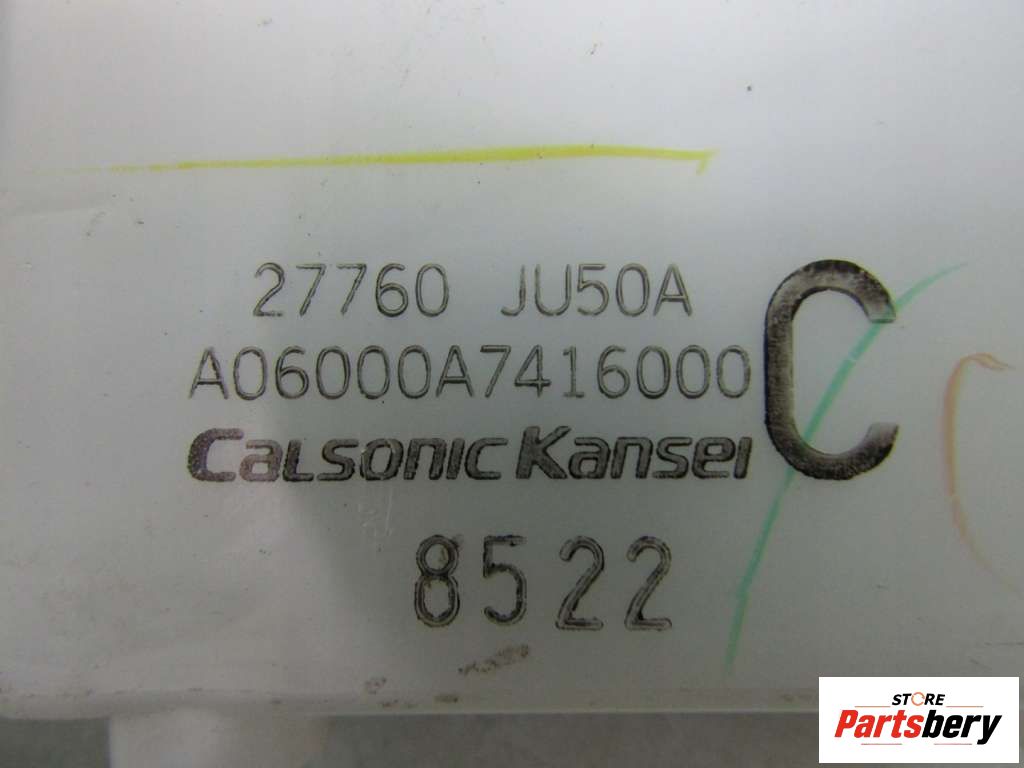 27760 JU50A
A06000A7416000
C
CALSONIC KANSEI
8522
STORE
Partsbery